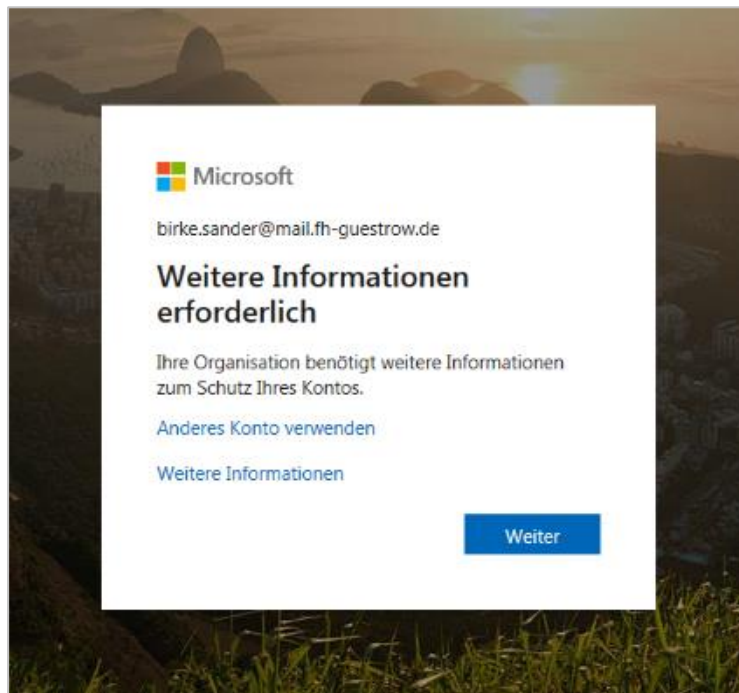 Microsoft
birke.sander@mail.fh-guestrow.de
Weitere Informationen
erforderlich
Ihre Organisation benötigt weitere Informationen
zum Schutz Ihres Kontos.
Anderes Konto verwenden
Weitere Informationen
Weiter